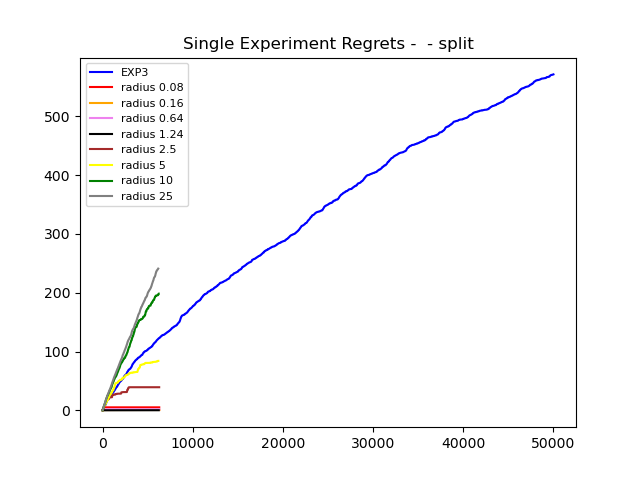 Single Experiment Regrets -  - split
EXP3
radius 0.08
radius 0.16
radius 0.64
radius 1.24
radius 2.5
radius 5
radius 10
radius 25
500
400
300
200
100
0
0 10000 20000 30000 40000 50000